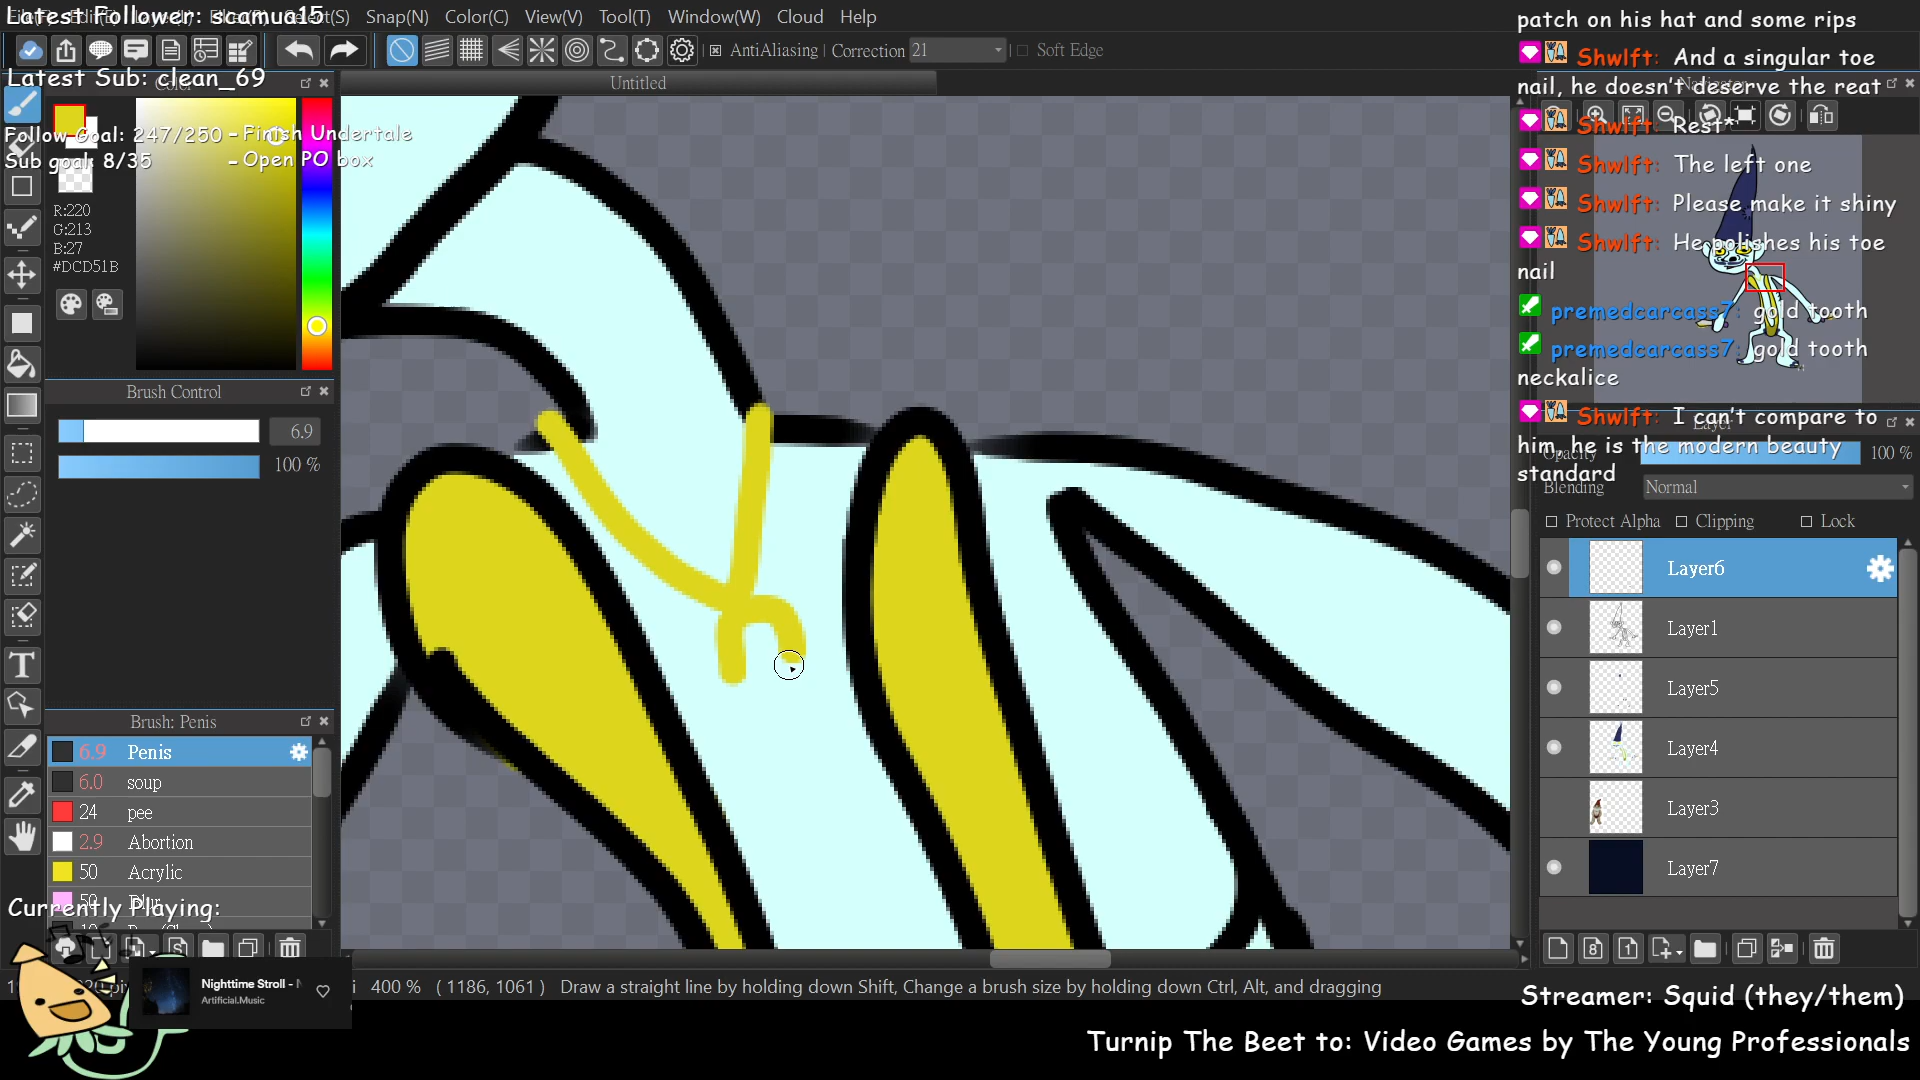 Latest Follower: scamus15
Select(S) Snap(N) Color(C) View(V) Tool(T) Window(W) Cloud Help
AntiAliasing Correction 21 Soft Edge
Latest Sub: clean_69
Color
Untitled
Follow Goal: 247/250 - Finish Undertale
Sub goal: 8/35 - Open PO box
R:220
G:213
B:27
#DCD51B
Brush Control
6.9
100 %
Brush: Penis
6.9 Penis
6.0 soup
24 pee
2.9 Abortion
50 Acrylic
50 Blur
Currently Playing:
Nighttime Stroll -
Artificial.Music
400 % ( 1186, 1061 ) Draw a straight line by holding down Shift, Change a brush size by holding down Ctrl, Alt, and dragging
patch on his hat and some rips
Shwlft: And a singular toe
nail, he doesn't deserve the reat
Navigator
Shwlft: Rest*
Shwlft: The left one
Shwlft: Please make it shiny
Shwlft: He polishes his toe
nail
premedcarcass7: gold tooth
premedcarcass7: gold tooth
neckalice
Shwlft: I can't compare to
him, he is the modern beauty
standard
Layer
Opacity 100 %
Blending Normal
Protect Alpha Clipping Lock
Layer6
Layer1
Layer5
Layer4
Layer3
Layer7
Streamer: Squid (they/them)
Turnip The Beet to: Video Games by The Young Professionals